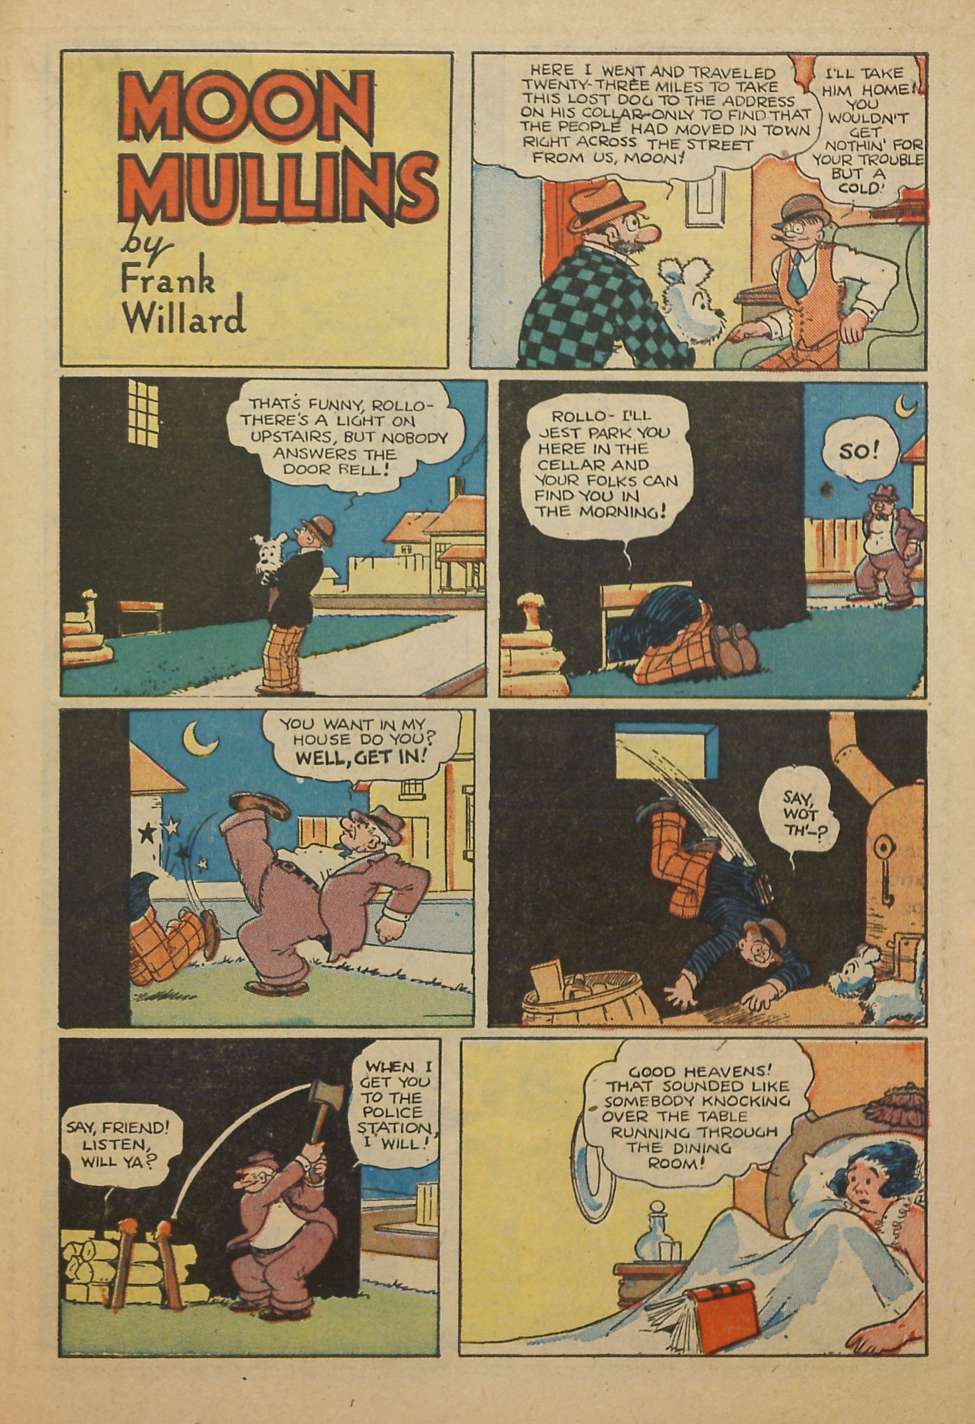 MOON
MULLINS
by
Frank
Willard
HERE I WENT AND TRAVELED
TWENTY-THREE MILES TO TAKE
THIS LOST DOG TO THE ADDRESS
ON HIS COLLAR-ONLY TO FIND THAT
THE PEOPLE HAD MOVED IN TOWN
RIGHT ACROSS THE STREET
FROM US, MOON!
I'LL TAKE
HIM HOME!
YOU
WOULDN'T
GET
NOTHIN' FOR
YOUR TROUBLE
BUT A
COLD!
THAT'S FUNNY, ROLLO-
THERE'S A LIGHT ON
UPSTAIRS, BUT NOBODY
ANSWERS THE
DOOR BELL!
ROLLO- I'LL
JEST PARK YOU
HERE IN THE
CELLAR AND
YOUR FOLKS CAN
FIND YOU IN
THE MORNING!
SO!
YOU WANT IN MY
HOUSE DO YOU?
WELL, GET IN!
SAY,
WOT
TH'-?
SAY, FRIEND!
LISTEN,
WILL YA?
WHEN I
GET YOU
TO THE
POLICE
STATION,
I WILL!
GOOD HEAVENS!
THAT SOUNDED LIKE
SOMEBODY KNOCKING
OVER THE TABLE
RUNNING THROUGH
THE DINING
ROOM!